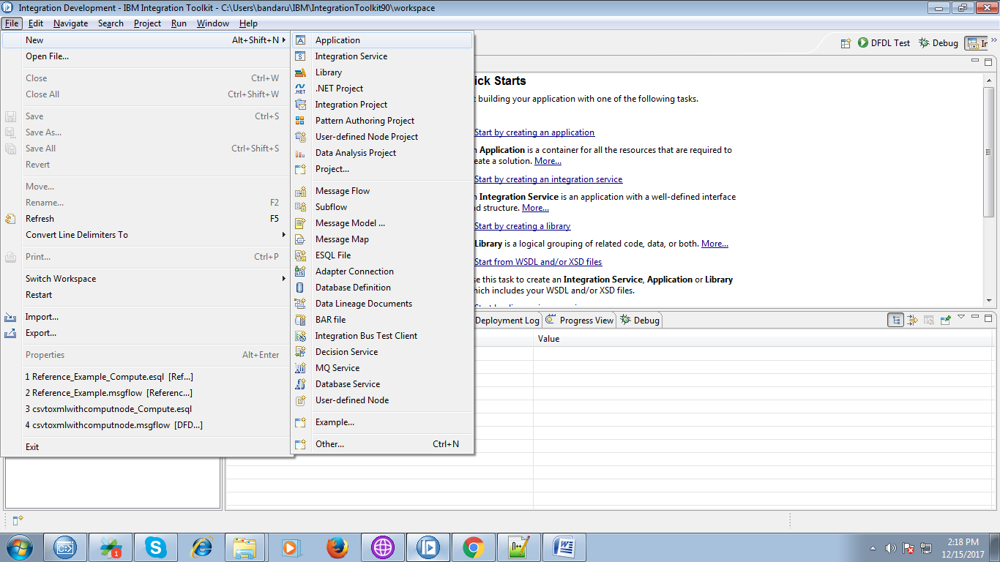 Integration Development - IBM Integration Toolkit - C:\Users\bandaru\IBM\IntegrationToolkit90\workspace
File Edit Navigate Search Project Run Window Help
New Alt+Shift+N
Open File...
Close Ctrl+W
Close All Ctrl+Shift+W
Save Ctrl+S
Save As...
Save All Ctrl+Shift+S
Revert
Move...
Rename... F2
Refresh F5
Convert Line Delimiters To
Print... Ctrl+P
Switch Workspace
Restart
Import...
Export...
Properties Alt+Enter
1 Reference_Example_Compute.esql [Ref...]
2 Reference_Example.msgflow [Referenc...]
3 csvtoxmlwithcomputnode_Compute.esql
4 csvtoxmlwithcomputnode.msgflow [DFD...]
Exit
Application
Integration Service
Library
.NET Project
Integration Project
Pattern Authoring Project
User-defined Node Project
Data Analysis Project
Project...
Message Flow
Subflow
Message Model ...
Message Map
ESQL File
Adapter Connection
Database Definition
Data Lineage Documents
BAR file
Integration Bus Test Client
Decision Service
MQ Service
Database Service
User-defined Node
Example...
Other... Ctrl+N
DFDL Test Debug In
ick Starts
t building your application with one of the following tasks.
Start by creating an application
n Application is a container for all the resources that are required to
eate a solution. More...
Start by creating an integration service
n Integration Service is an application with a well-defined interface
nd structure. More...
Start by creating a library
Library is a logical grouping of related code, data, or both. More...
Start from WSDL and/or XSD files
se this task to create an Integration Service, Application or Library
hich includes your WSDL and/or XSD files.
Deployment Log Progress View Debug
Value
2:18 PM
12/15/2017